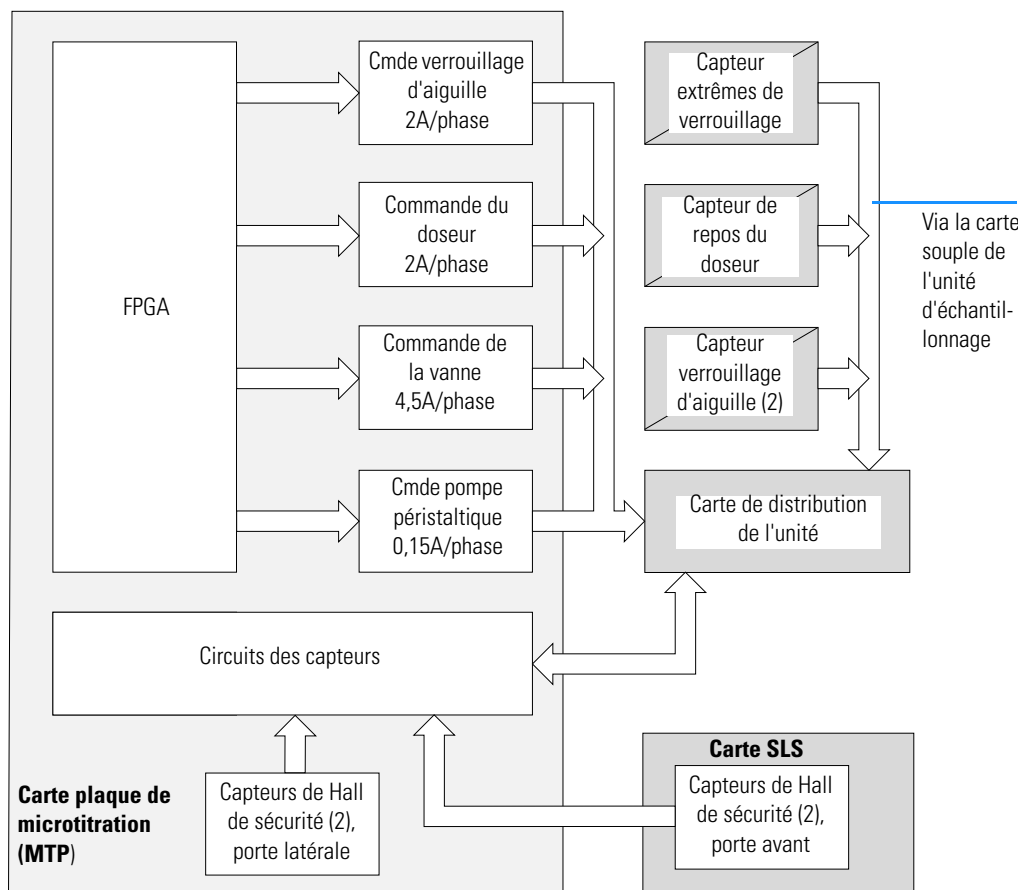 FPGA
Cmde verrouillage
d'aiguille
2A/phase
Commande du
doseur
2A/phase
Commande de
la vanne
4,5A/phase
Cmde pompe
péristaltique
0,15A/phase
Capteur
extrêmes de
verrouillage
Capteur de
repos du
doseur
Capteur
verrouillage
d'aiguille (2)
Via la carte
souple de
l'unité
d'échantil-
lonnage
Carte de distribution
de l'unité
Circuits des capteurs
Carte plaque de
microtitration
(MTP)
Capteurs de Hall
de sécurité (2),
porte latérale
Carte SLS
Capteurs de Hall
de sécurité (2),
porte avant